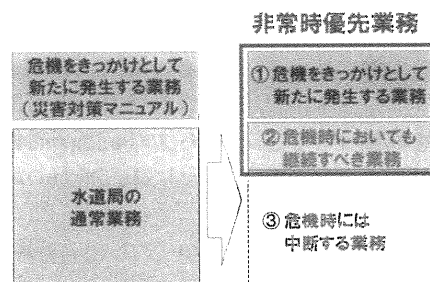 非常時優先業務
危機をきっかけとして
新たに発生する業務
（災害対策マニュアル）
水道局の
通常業務
①危機をきっかけとして
新たに発生する業務
②危機時においても
継続すべき業務
③危機時には
中断する業務